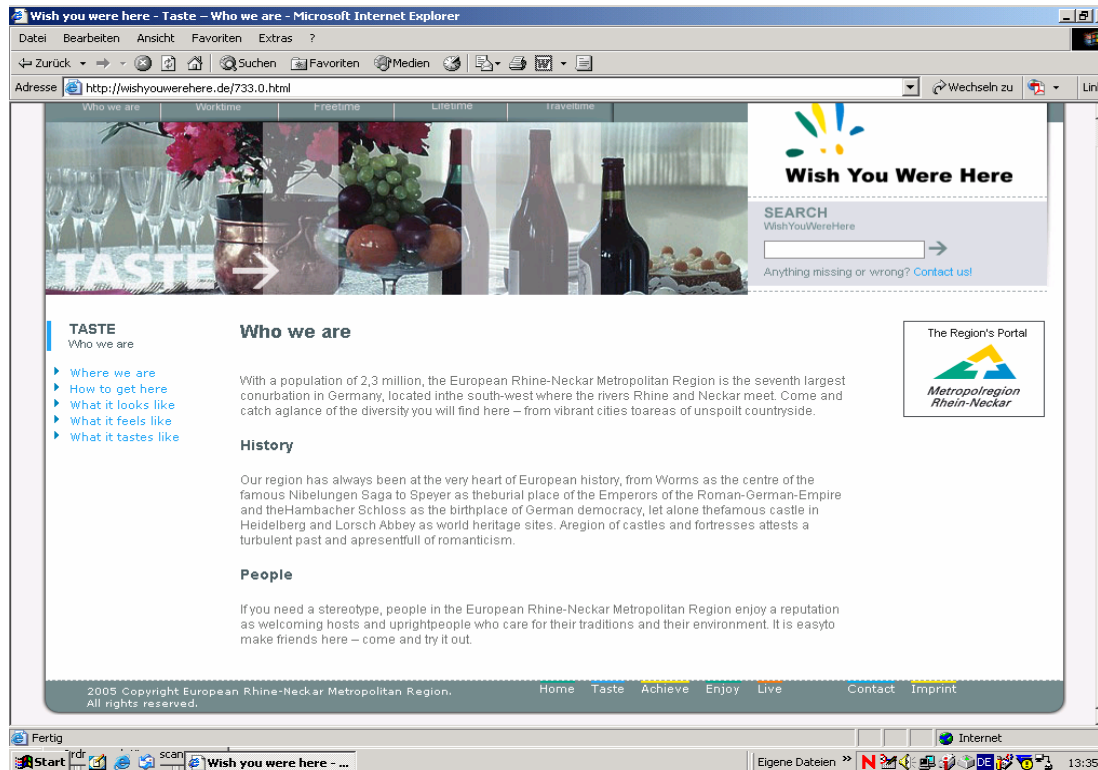 Wish you were here - Taste – Who we are - Microsoft Internet Explorer
Datei Bearbeiten Ansicht Favoriten Extras ?
Zurück Suchen Favoriten Medien
Adresse http://wishyouwerehere.de/733.0.html Wechseln zu
Who we are Worktime Freetime Lifetime Traveltime
Wish You Were Here
SEARCH
WishYouWereHere
Anything missing or wrong? Contact us!
TASTE
TASTE
Who we are
Where we are
How to get here
What it looks like
What it feels like
What it tastes like
Who we are
With a population of 2,3 million, the European Rhine-Neckar Metropolitan Region is the seventh largest
conurbation in Germany, located inthe south-west where the rivers Rhine and Neckar meet. Come and
catch aglance of the diversity you will find here – from vibrant cities toareas of unspoilt countryside.
History
Our region has always been at the very heart of European history, from Worms as the centre of the
famous Nibelungen Saga to Speyer as theburial place of the Emperors of the Roman-German-Empire
and theHambacher Schloss as the birthplace of German democracy, let alone thefamous castle in
Heidelberg and Lorsch Abbey as world heritage sites. Aregion of castles and fortresses attests a
turbulent past and apresentfull of romanticism.
People
If you need a stereotype, people in the European Rhine-Neckar Metropolitan Region enjoy a reputation
as welcoming hosts and uprightpeople who care for their traditions and their environment. It is easyto
make friends here – come and try it out.
The Region's Portal
Metropolregion
Rhein-Neckar
2005 Copyright European Rhine-Neckar Metropolitan Region.
All rights reserved.
Home Taste Achieve Enjoy Live Contact Imprint
Fertig Internet
Start scan Wish you were here - ... Eigene Dateien » N DE 13:35